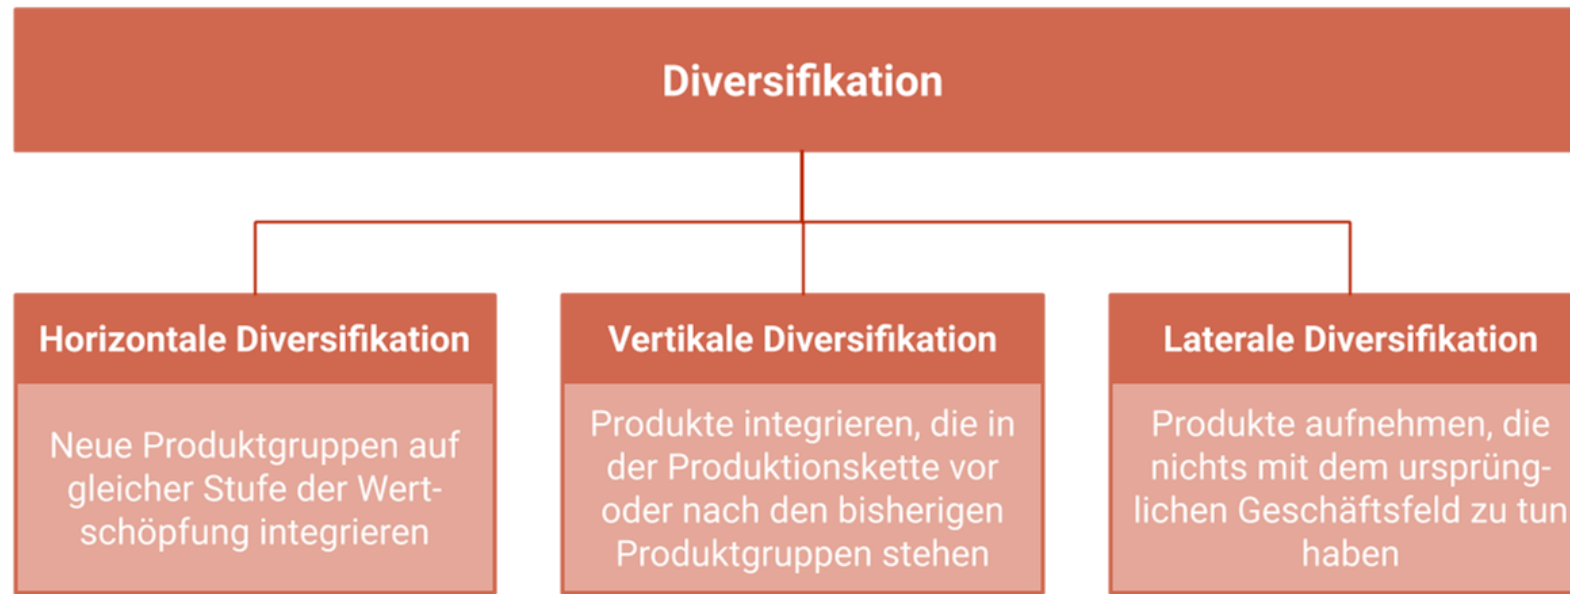 Diversifikation
Horizontale Diversifikation
Neue Produktgruppen auf
gleicher Stufe der Wert-
schöpfung integrieren
Vertikale Diversifikation
Produkte integrieren, die in
der Produktionskette vor
oder nach den bisherigen
Produktgruppen stehen
Laterale Diversifikation
Produkte aufnehmen, die
nichts mit dem ursprüng-
lichen Geschäftsfeld zu tun
haben